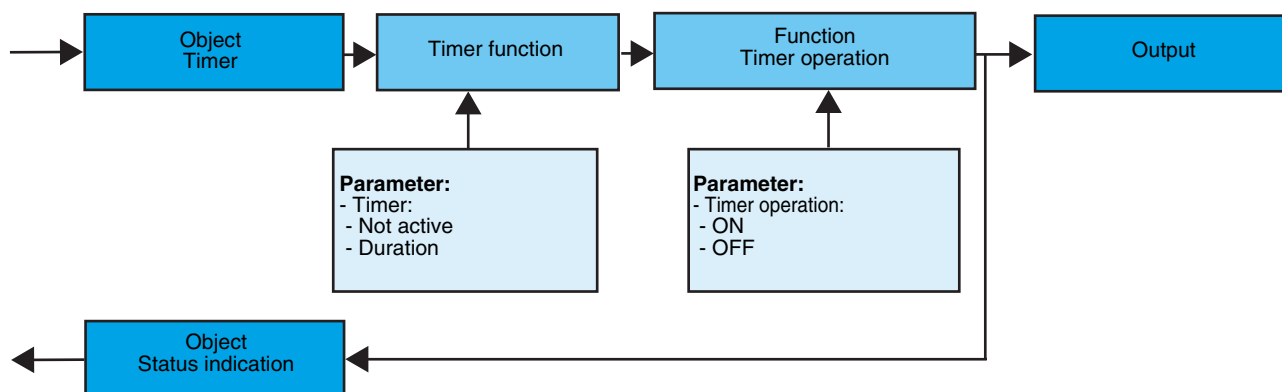 Object
Timer
Timer function
Function
Timer operation
Output
Parameter:
- Timer:
- Not active
- Duration
Parameter:
- Timer operation:
- ON
- OFF
Object
Status indication